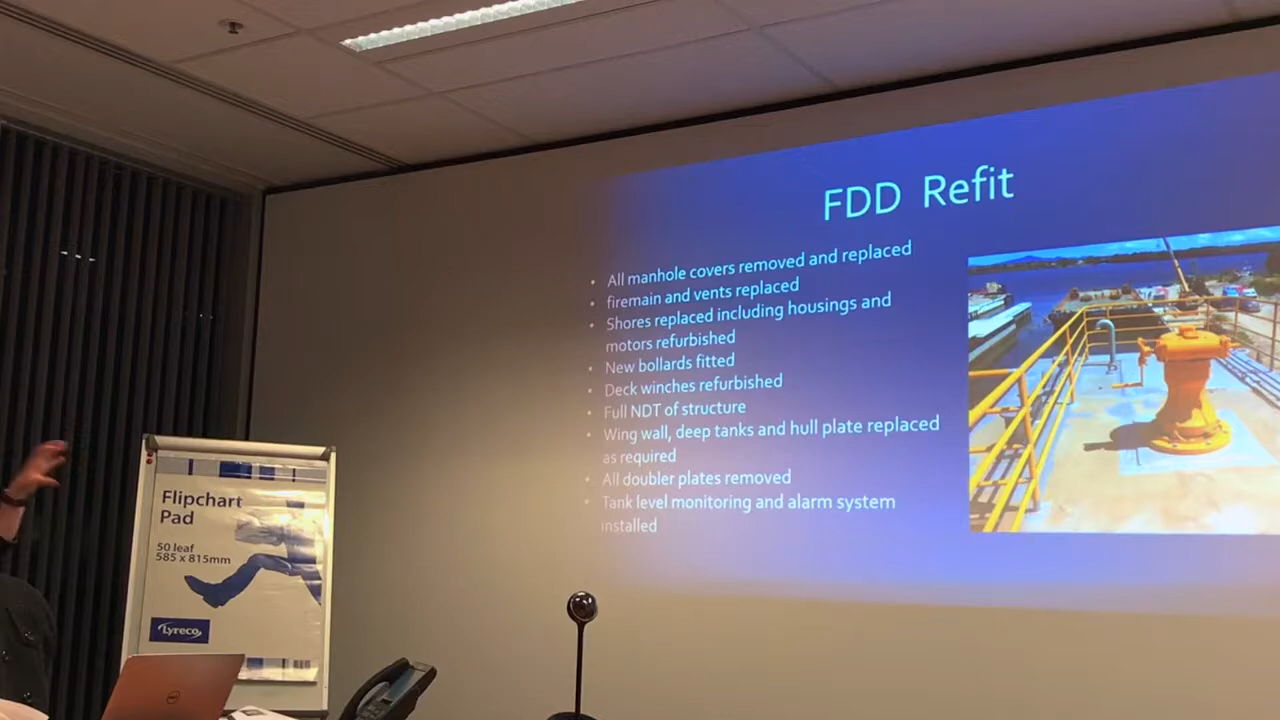 FDD Refit
• All manhole covers removed and replaced
• firemain and vents replaced
• Shores replaced including housings and
motors refurbished
• New bollards fitted
• Deck winches refurbished
• Full NDT of structure
• Wing wall, deep tanks and hull plate replaced
as required
• All doubler plates removed
• Tank level monitoring and alarm system
installed
Flipchart
Pad
50 leaf
585 x 815mm
Lyreco
DELL